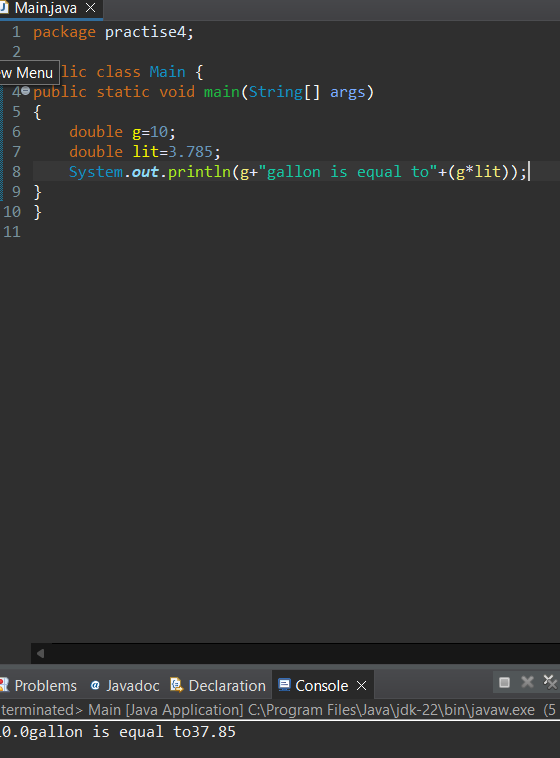 Main.java
1 package practise4;
2
ew Menu lic class Main {
4 public static void main(String[] args)
5 {
6 double g=10;
7 double lit=3.785;
8 System.out.println(g+"gallon is equal to"+(g*lit));
9 }
10 }
11
Problems @ Javadoc Declaration Console
terminated> Main [Java Application] C:\Program Files\Java\jdk-22\bin\javaw.exe (5
0.0gallon is equal to37.85